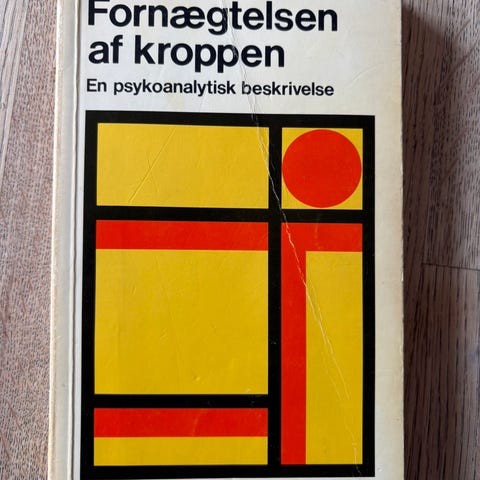 Fornægtelsen
af kroppen
En psykoanalytisk beskrivelse